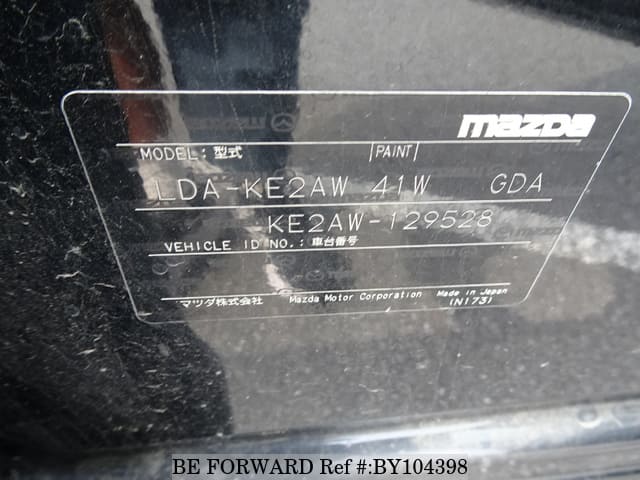 mazda
MODEL: 型式 PAINT
LDA-KE2AW 41W GDA
KE2AW-129528
VEHICLE ID NO.: 車台番号
マツダ株式会社 Mazda Motor Corporation Made in Japan
(N173)
BE FORWARD Ref #:BY104398